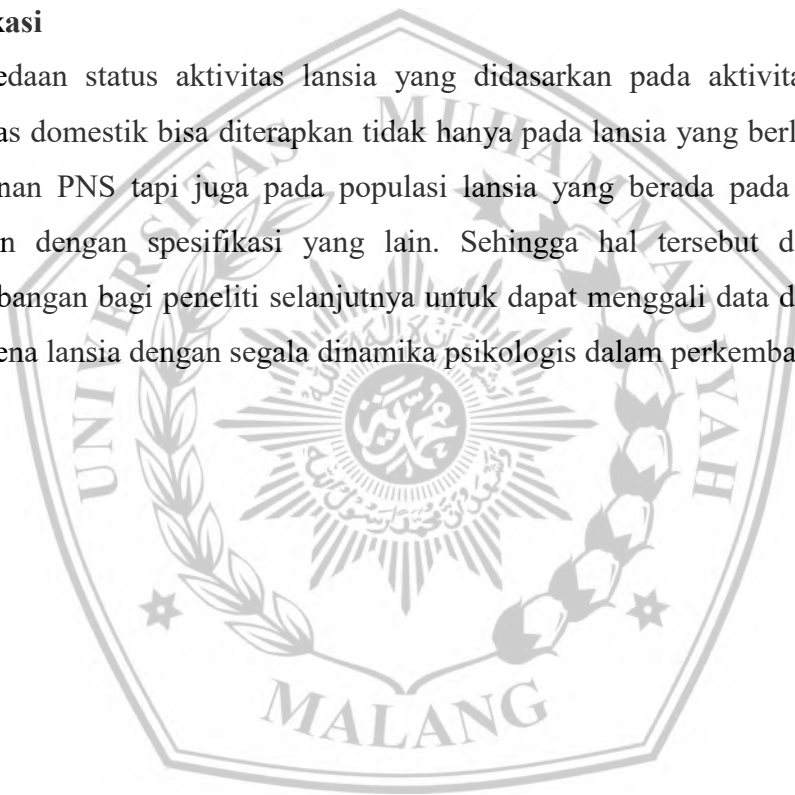 kasi
edaan status aktivitas lansia yang didasarkan pada aktivita
as domestik bisa diterapkan tidak hanya pada lansia yang berl
nan PNS tapi juga pada populasi lansia yang berada pada
n dengan spesifikasi yang lain. Sehingga hal tersebut d
bangan bagi peneliti selanjutnya untuk dapat menggali data d
ena lansia dengan segala dinamika psikologis dalam perkemba
UNIVERSITAS MUHAMMADIYAH
MALANG